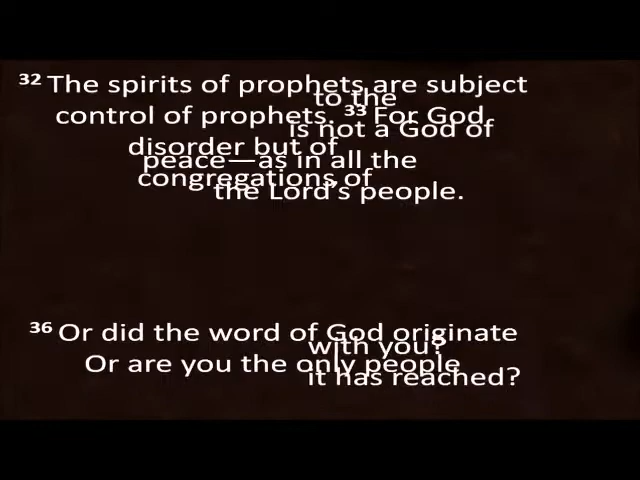 32 The spirits of prophets are subject
to the
control of prophets. 33 For God
is not a God of
disorder but of
peace—as in all the
congregations of
the Lord's people.
36 Or did the word of God originate
with you?
Or are you the only people
it has reached?